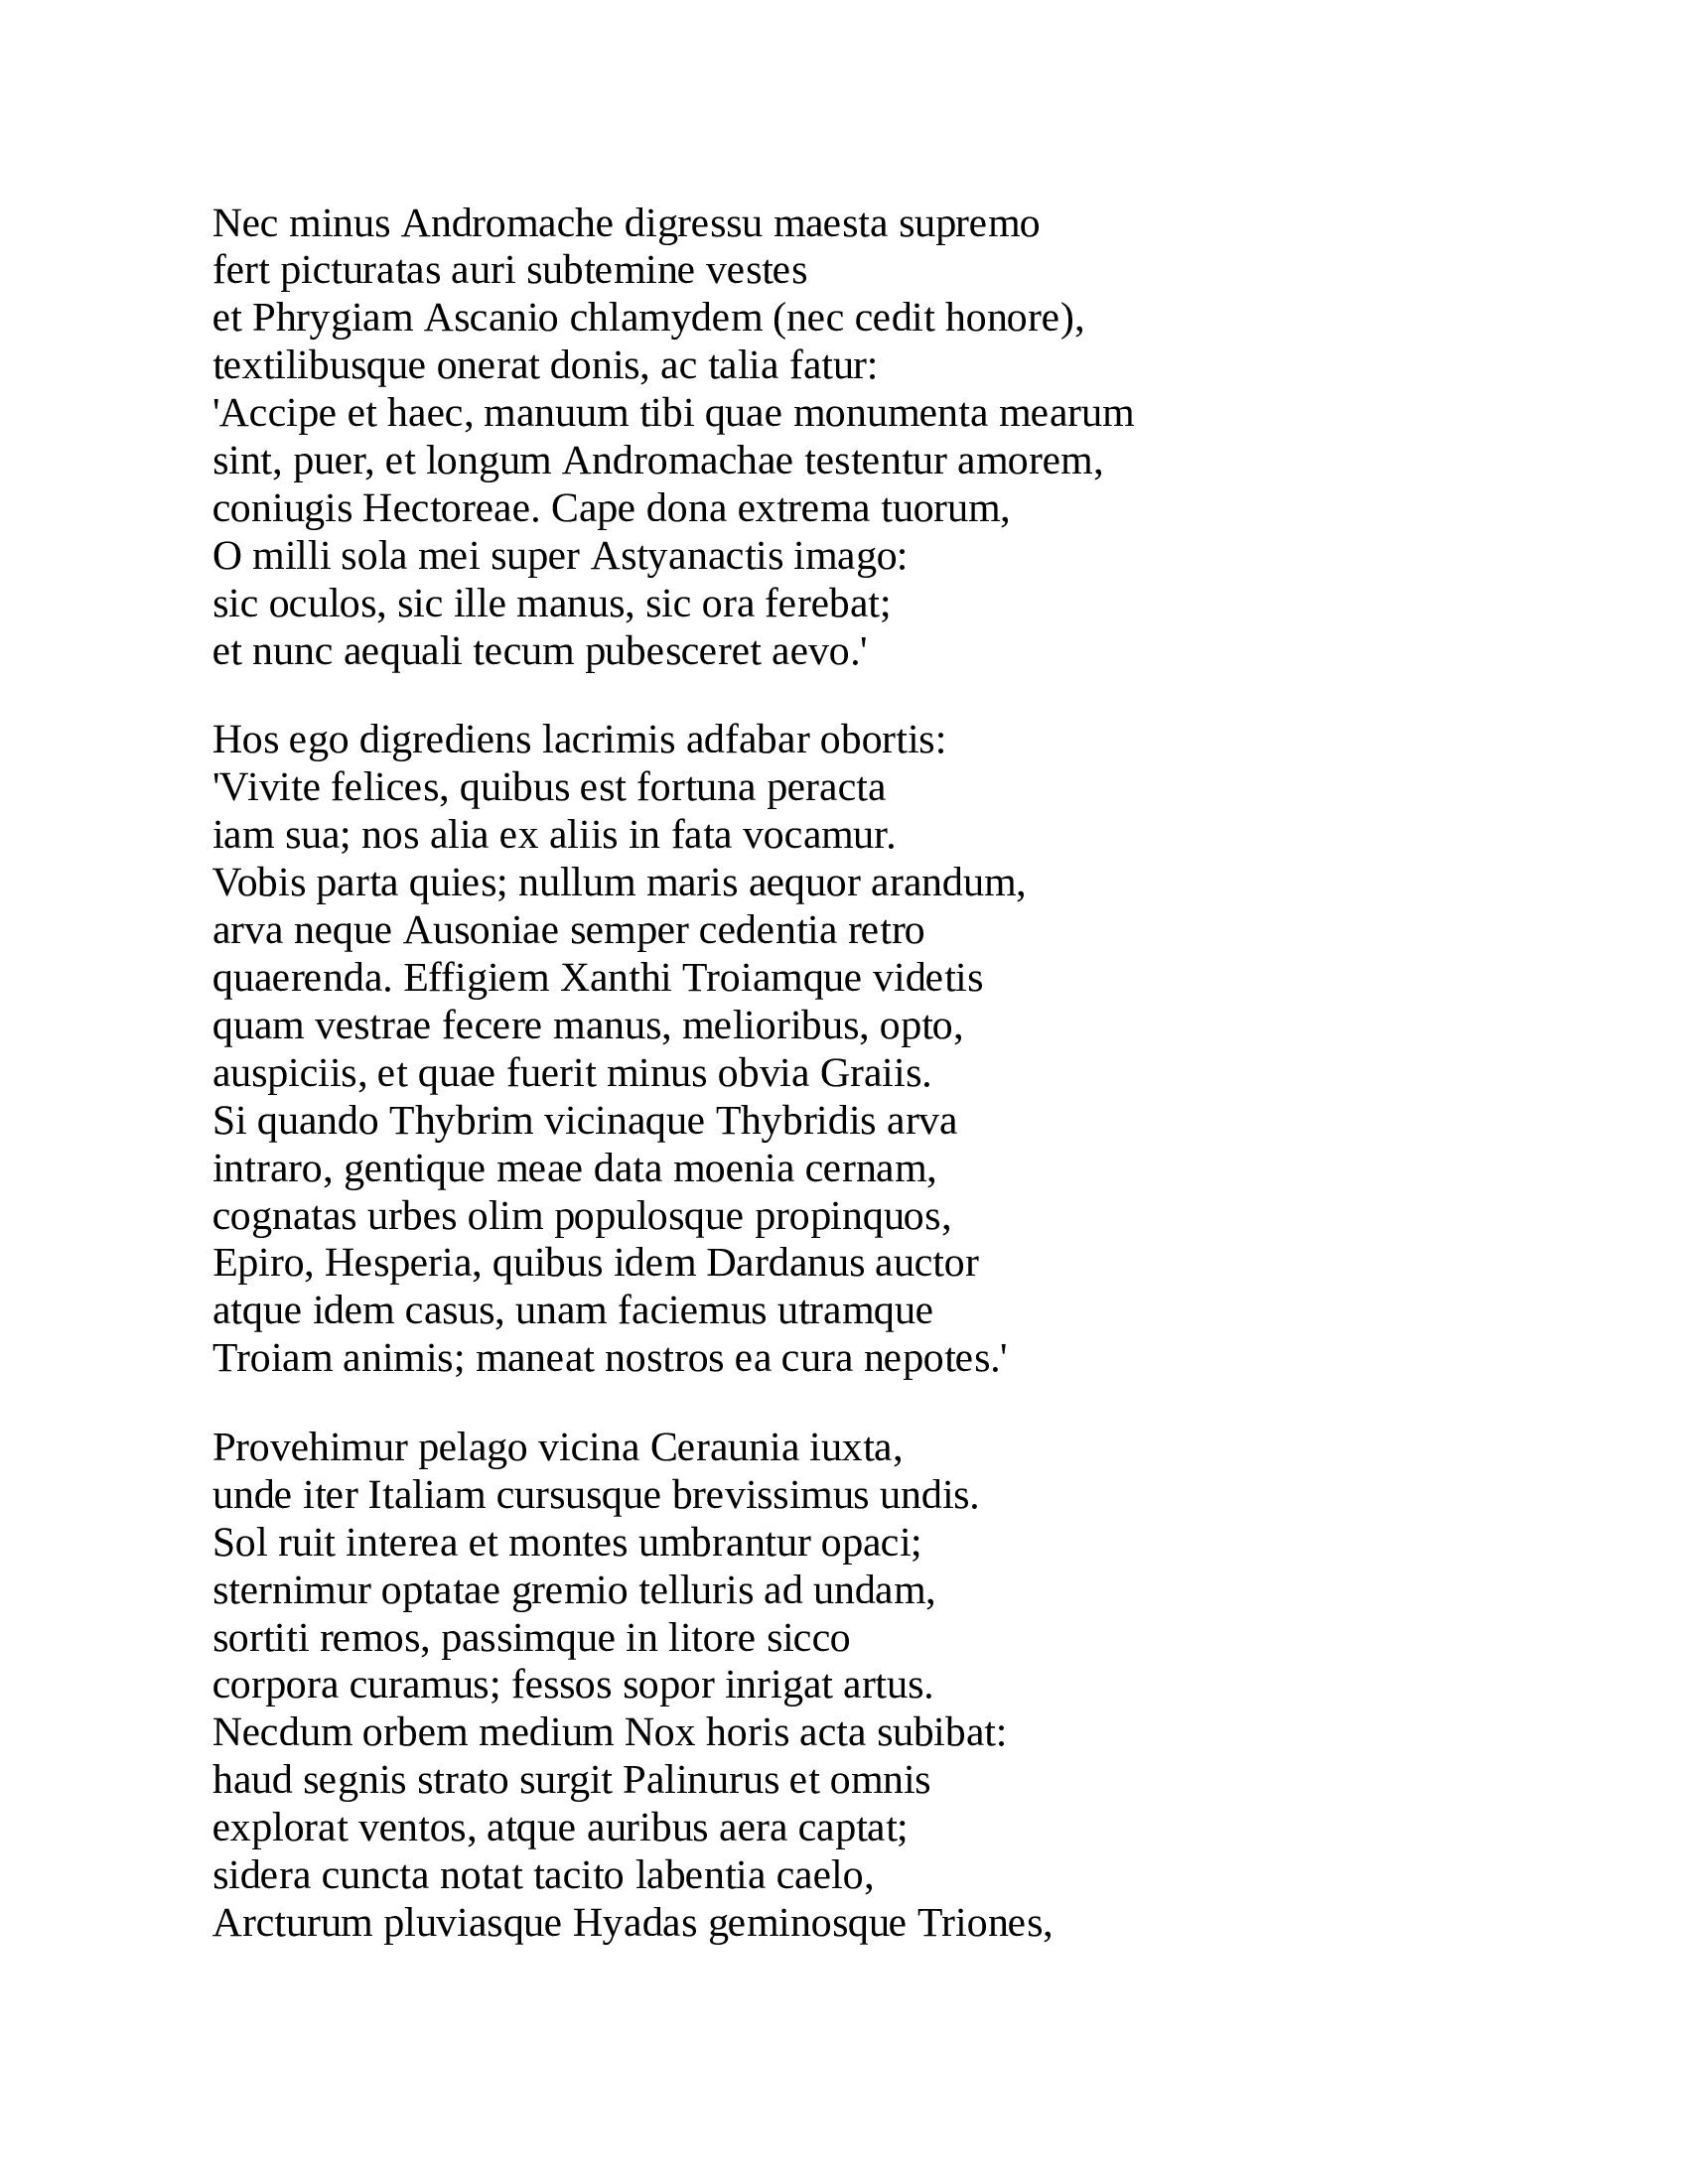 Nec minus Andromache digressu maesta supremo
fert picturatas auri subtemine vestes
et Phrygiam Ascanio chlamydem (nec cedit honore),
textilibusque onerat donis, ac talia fatur:
'Accipe et haec, manuum tibi quae monumenta mearum
sint, puer, et longum Andromachae testentur amorem,
coniugis Hectoreae. Cape dona extrema tuorum,
O milli sola mei super Astyanactis imago:
sic oculos, sic ille manus, sic ora ferebat;
et nunc aequali tecum pubesceret aevo.'
Hos ego digrediens lacrimis adfabar obortis:
'Vivite felices, quibus est fortuna peracta
iam sua; nos alia ex aliis in fata vocamur.
Vobis parta quies; nullum maris aequor arandum,
arva neque Ausoniae semper cedentia retro
quaerenda. Effigiem Xanthi Troiamque videtis
quam vestrae fecere manus, melioribus, opto,
auspiciis, et quae fuerit minus obvia Graiis.
Si quando Thybrim vicinaque Thybridis arva
intraro, gentique meae data moenia cernam,
cognatas urbes olim populosque propinquos,
Epiro, Hesperia, quibus idem Dardanus auctor
atque idem casus, unam faciemus utramque
Troiam animis; maneat nostros ea cura nepotes.'
Provehimur pelago vicina Ceraunia iuxta,
unde iter Italiam cursusque brevissimus undis.
Sol ruit interea et montes umbrantur opaci;
sternimur optatae gremio telluris ad undam,
sortiti remos, passimque in litore sicco
corpora curamus; fessos sopor inrigat artus.
Necdum orbem medium Nox horis acta subibat:
haud segnis strato surgit Palinurus et omnis
explorat ventos, atque auribus aera captat;
sidera cuncta notat tacito labentia caelo,
Arcturum pluviasque Hyadas geminosque Triones,